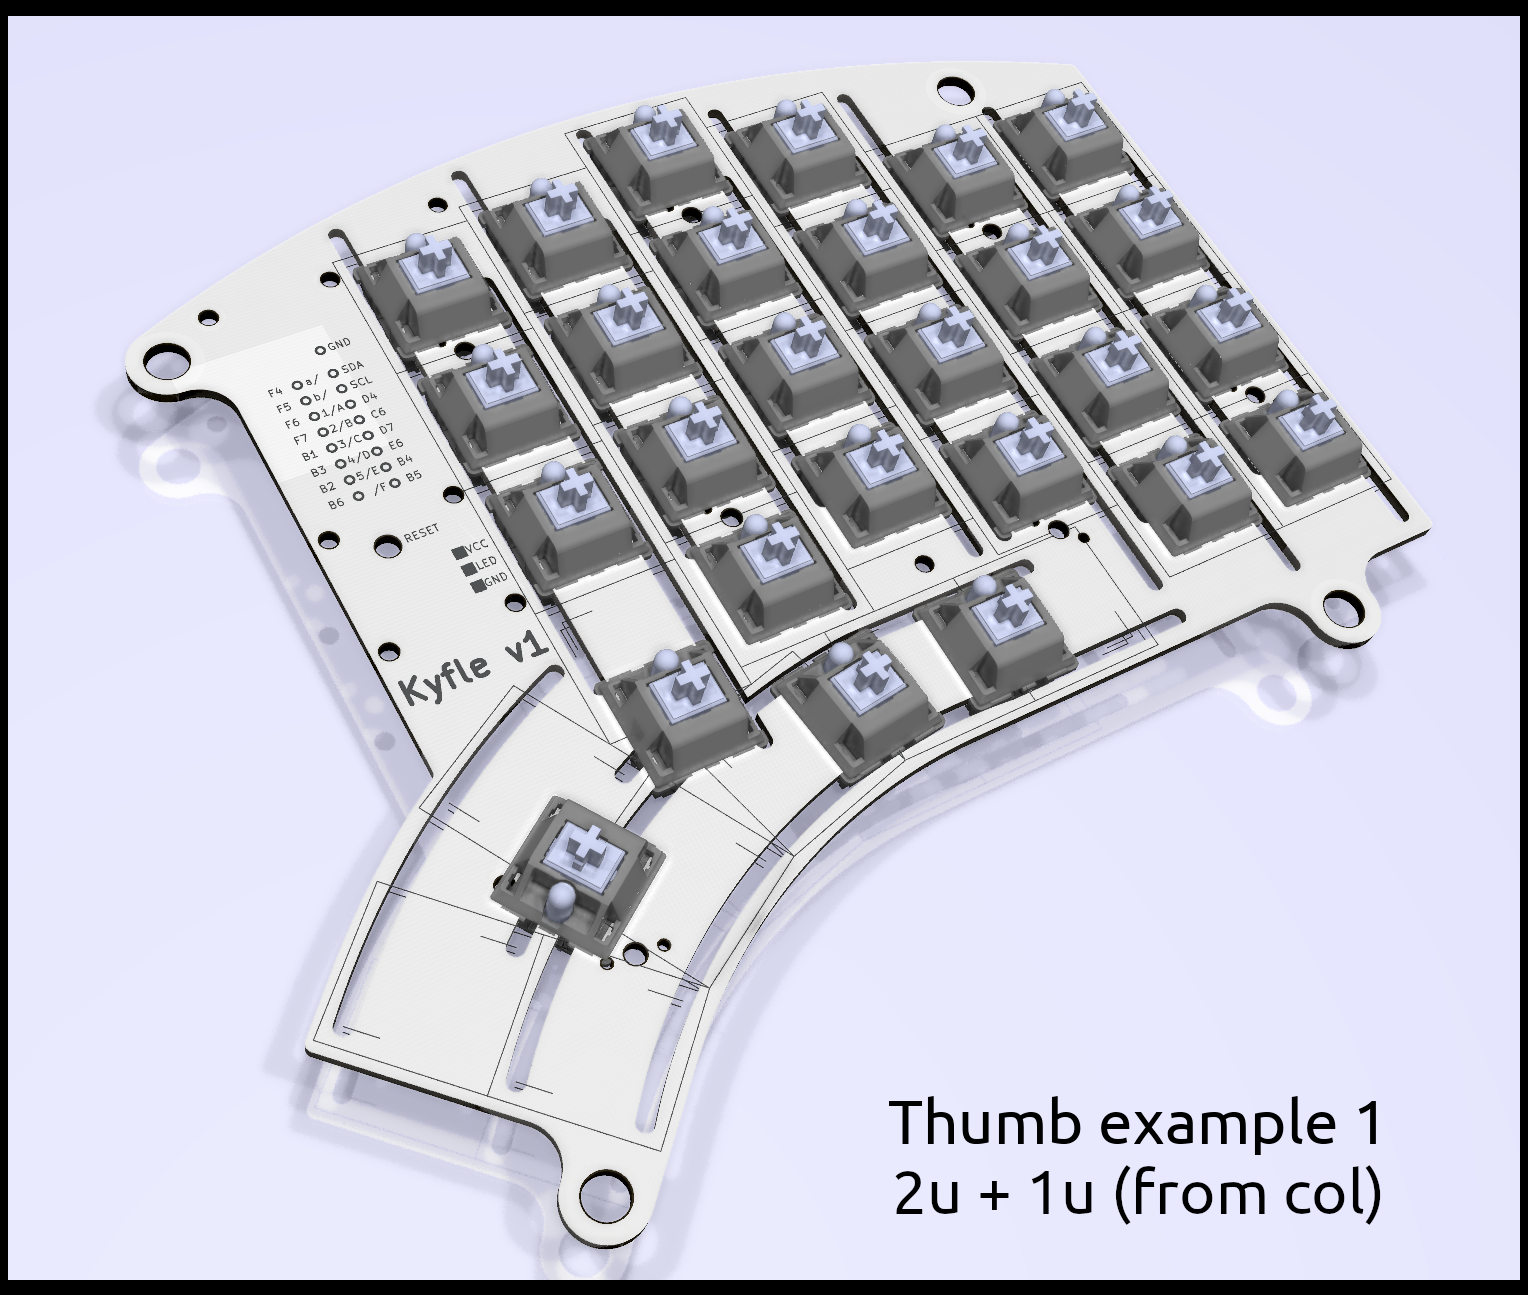 GND
F4 a/ SDA
F5 b/ SCL
F6 1/A D4
F7 2/B C6
B1 3/C D7
B3 4/D E6
B2 5/E B4
B6 /F B5
RESET
VCC
LED
GND
Kyfle v1
Thumb example 1
2u + 1u (from col)